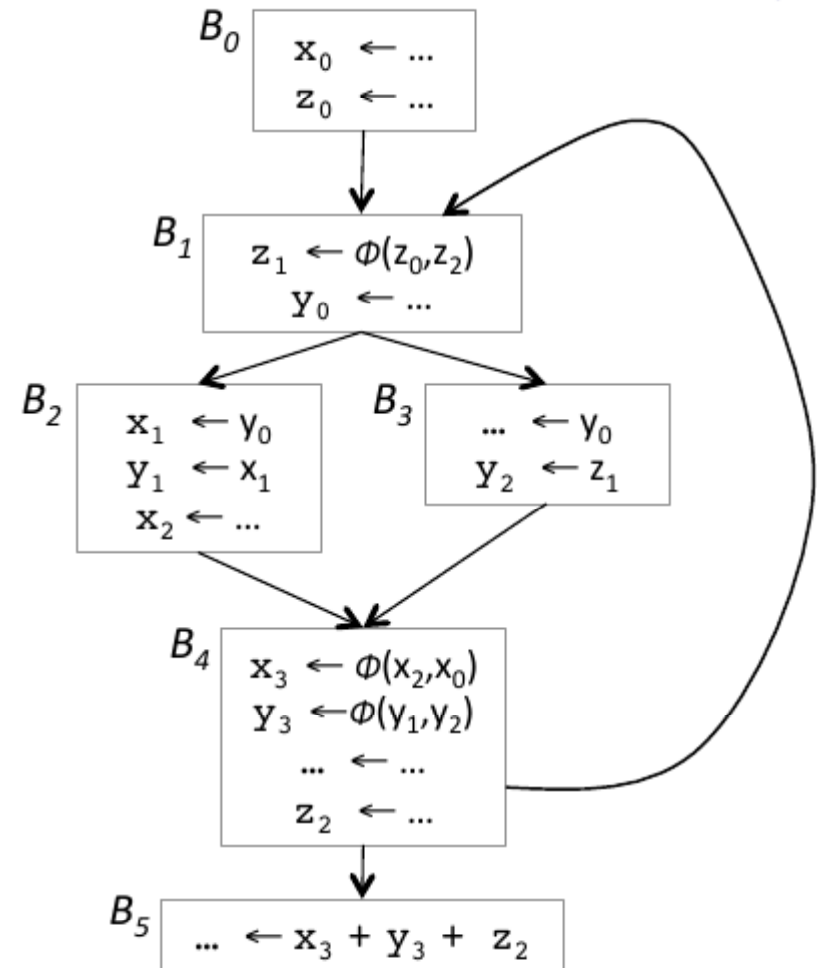 B₀
x₀ ← ...
z₀ ← ...
B₁
z₁ ← Φ(z₀,z₂)
y₀ ← ...
B₂
x₁ ← y₀
y₁ ← x₁
x₂ ← ...
B₃
... ← y₀
y₂ ← z₁
B₄
x₃ ← Φ(x₂,x₀)
y₃ ←Φ(y₁,y₂)
... ← ...
z₂ ← ...
B₅
... ← x₃ + y₃ + z₂